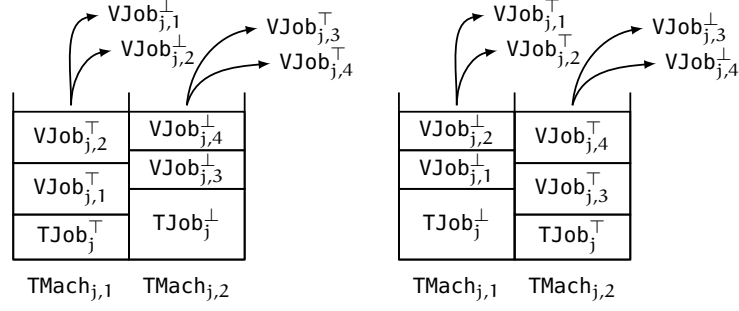 VJob⊥j,1
VJob⊥j,2
VJob⊤j,3
VJob⊤j,4
VJob⊤j,2
VJob⊤j,1
TJob⊤j
VJob⊥j,4
VJob⊥j,3
TJob⊥j
TMachj,1 TMachj,2
VJob⊤j,1
VJob⊤j,2
VJob⊥j,3
VJob⊥j,4
VJob⊥j,2
VJob⊥j,1
TJob⊥j
VJob⊤j,4
VJob⊤j,3
TJob⊤j
TMachj,1 TMachj,2